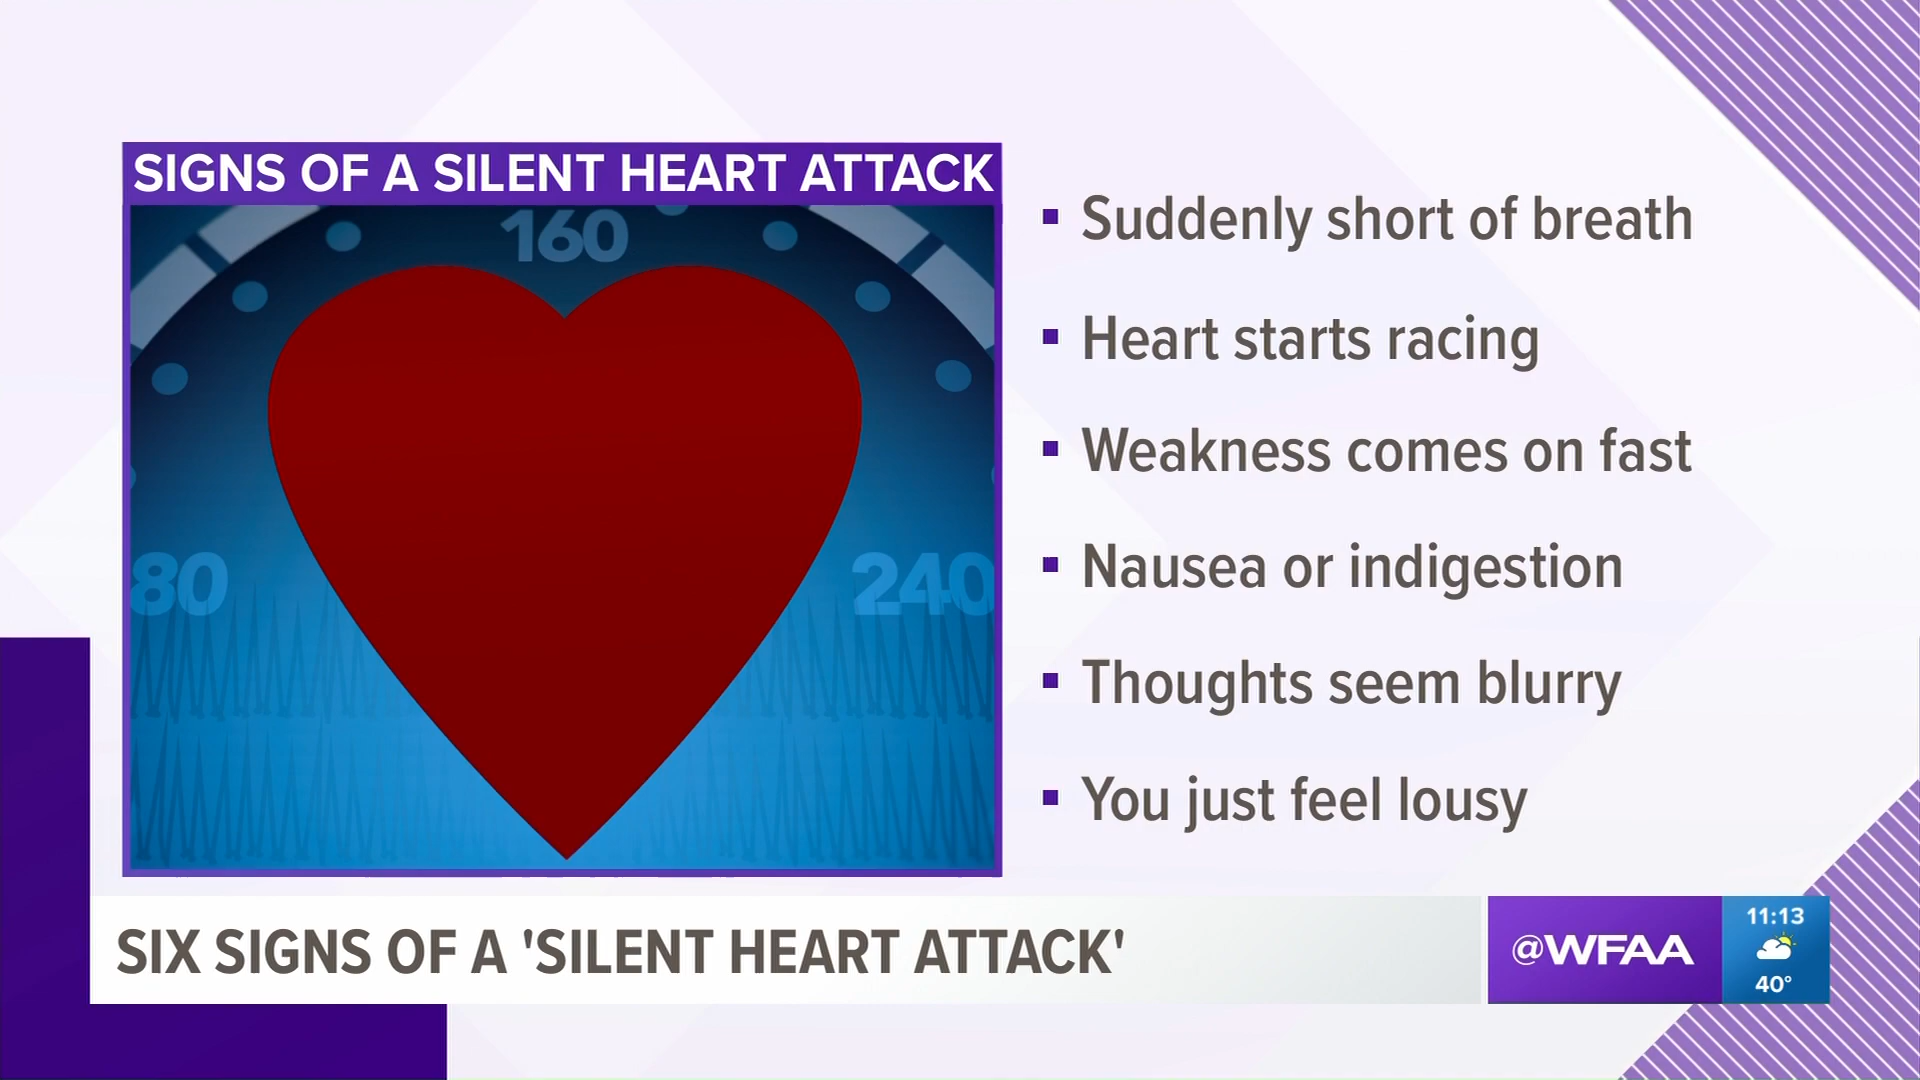 SIGNS OF A SILENT HEART ATTACK
160
80
240
Suddenly short of breath
Heart starts racing
Weakness comes on fast
Nausea or indigestion
Thoughts seem blurry
You just feel lousy
SIX SIGNS OF A 'SILENT HEART ATTACK'
@WFAA
11:13
40°